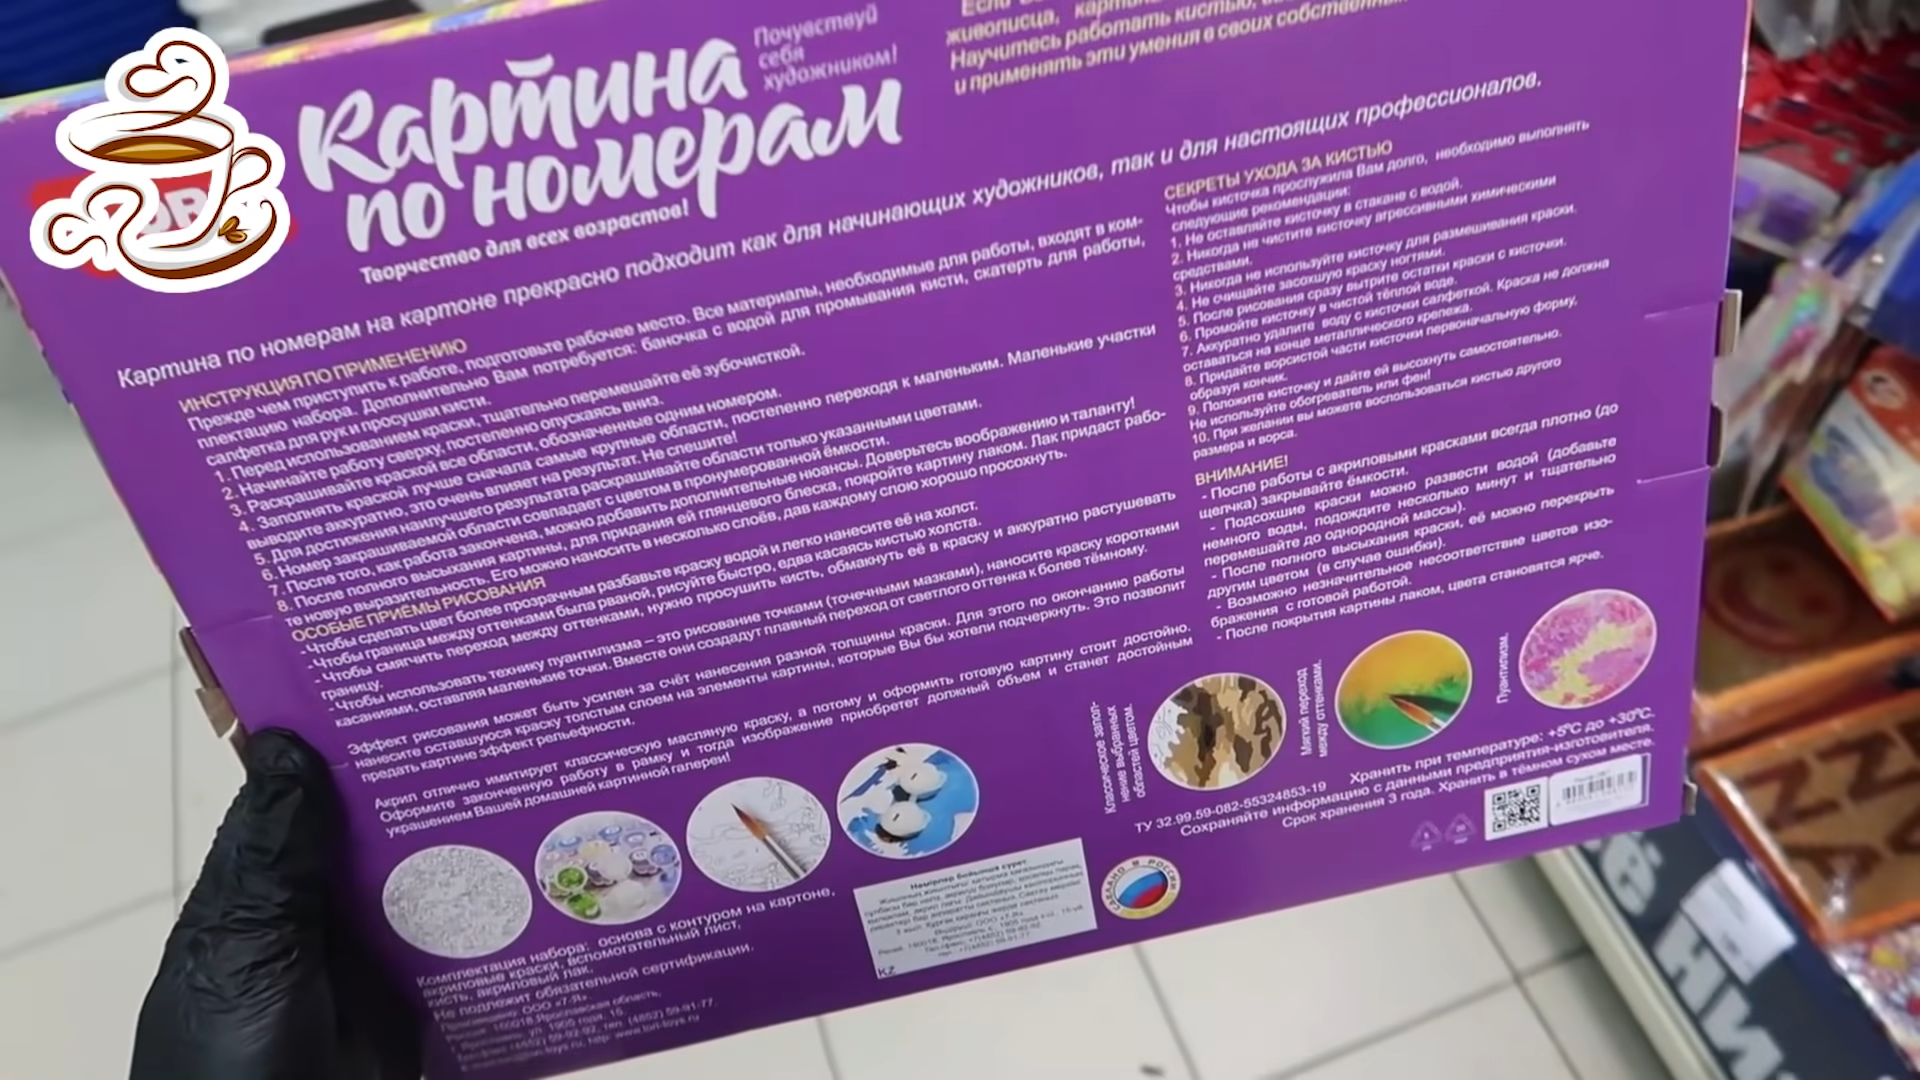 Картина
по номерам
Почувствуй
себя
художником!
Творчество для всех возрастов!
живописца,
Научитесь работать кистью,
и применять эти умения в своих собственных
Картина по номерам на картоне прекрасно подходит как для начинающих художников, так и для настоящих профессионалов.
ИНСТРУКЦИЯ ПО ПРИМЕНЕНИЮ
Прежде чем приступить к работе, подготовьте рабочее место. Все материалы, необходимые для работы, входят в ком-
плектацию набора. Дополнительно Вам потребуется: баночка с водой для промывания кисти, скатерть для работы,
салфетка для рук и просушки кисти.
1. Перед использованием краски, тщательно перемешайте её зубочисткой.
2. Начинайте работу сверху, постепенно опускаясь вниз.
3. Раскрашивайте краской все области, обозначенные одним номером.
4. Заполнять краской лучше сначала самые крупные области, постепенно переходя к маленьким. Маленькие участки
выводите аккуратно, это очень влияет на результат. Не спешите!
5. Для достижения наилучшего результата раскрашивайте области только указанными цветами.
6. Номер закрашиваемой области совпадает с цветом в пронумерованной ёмкости.
7. После того, как работа закончена, можно добавить дополнительные нюансы. Доверьтесь воображению и таланту!
8. После полного высыхания картины, для придания ей глянцевого блеска, покройте картину лаком. Лак придаст рабо-
те новую выразительность. Его можно наносить в несколько слоёв, дав каждому слою хорошо просохнуть.
ОСОБЫЕ ПРИЁМЫ РИСОВАНИЯ
- Чтобы сделать цвет более прозрачным разбавьте краску водой и легко нанесите её на холст.
- Чтобы граница между оттенками была рваной, рисуйте быстро, едва касаясь кистью холста.
- Чтобы смягчить переход между оттенками, нужно просушить кисть, обмакнуть её в краску и аккуратно растушевать
границу.
- Чтобы использовать технику пуантилизма – это рисование точками (точечными мазками), наносите краску короткими
касаниями, оставляя маленькие точки. Вместе они создадут плавный переход от светлого оттенка к более тёмному.
Эффект рисования может быть усилен за счёт нанесения разной толщины краски. Для этого по окончанию работы
нанесите оставшуюся краску толстым слоем на элементы картины, которые Вы бы хотели подчеркнуть. Это позволит
предать картине эффект рельефности.
Акрил отлично имитирует классическую масляную краску, а потому и оформить готовую картину стоит достойно.
Оформите законченную работу в рамку и тогда изображение приобретет должный объем и станет достойным
украшением Вашей домашней картинной галереи!
СЕКРЕТЫ УХОДА ЗА КИСТЬЮ
Чтобы кисточка прослужила Вам долго, необходимо выполнять
следующие рекомендации:
1. Не оставляйте кисточку в стакане с водой.
2. Никогда не чистите кисточку агрессивными химическими
средствами.
3. Никогда не используйте кисточку для размешивания краски.
4. Не счищайте засохшую краску ногтями.
5. После рисования сразу вытрите остатки краски с кисточки.
6. Промойте кисточку в чистой тёплой воде.
7. Аккуратно удалите воду с кисточки салфеткой. Краска не должна
оставаться на конце металлического крепежа.
8. Придайте ворсистой части кисточки первоначальную форму,
образуя кончик.
9. Положите кисточку и дайте ей высохнуть самостоятельно.
Не используйте обогреватель или фен!
10. При желании вы можете воспользоваться кистью другого
размера и ворса.
ВНИМАНИЕ!
- После работы с акриловыми красками всегда плотно (до
щелчка) закрывайте ёмкости.
- Подсохшие краски можно развести водой (добавьте
немного воды, подождите несколько минут и тщательно
перемешайте до однородной массы).
- После полного высыхания краски, её можно перекрыть
другим цветом (в случае ошибки).
- Возможно незначительное несоответствие цветов изо-
бражения с готовой работой.
- После покрытия картины лаком, цвета становятся ярче.
Классическое запол-
нение выбранных
областей цветом.
Мягкий переход
между оттенками.
Пуантилизм.
ТУ 32.99.59-082-55324853-19
Хранить при температуре: +5ºС до +30ºС.
Сохраняйте информацию с данными предприятия-изготовителя.
Срок хранения 3 года. Хранить в тёмном сухом месте.
Комплектация набора: основа с контуром на картоне,
акриловые краски, вспомогательный лист,
кисть, акриловый лак.
Не подлежит обязательной сертификации.
СДЕЛАНО В РОССИИ
KZ